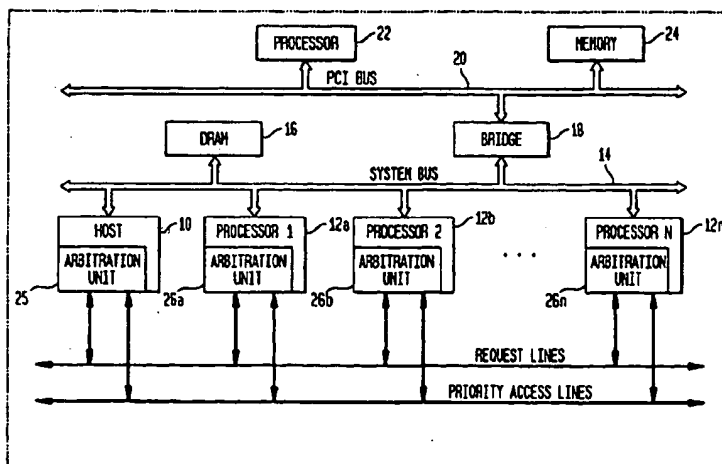 PROCESSOR 22
MEMORY 24
PCI BUS 20
DRAM 16
BRIDGE 18
SYSTEM BUS 14
HOST 10
ARBITRATION UNIT 25
PROCESSOR 1 12a
ARBITRATION UNIT 26a
PROCESSOR 2 12b
ARBITRATION UNIT 26b
. . .
PROCESSOR N 12n
ARBITRATION UNIT 26n
REQUEST LINES
PRIORITY ACCESS LINES